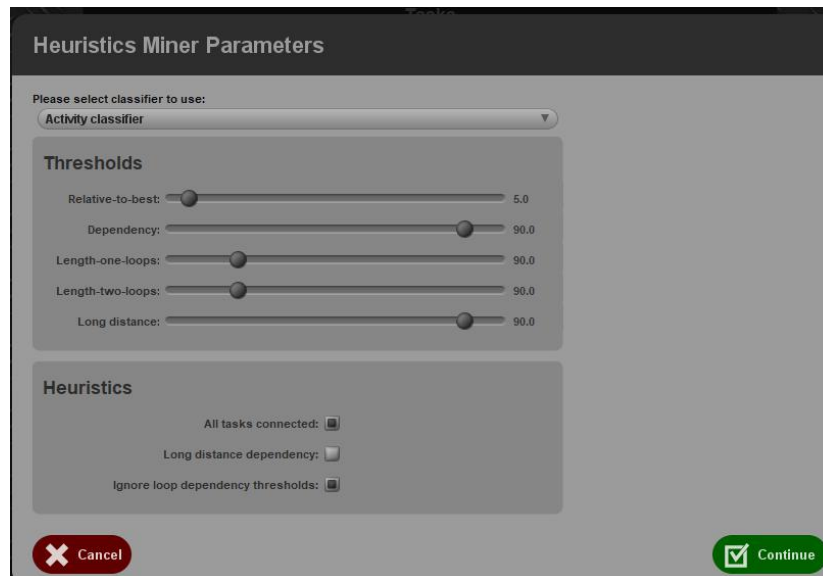 Tasks
Heuristics Miner Parameters
Please select classifier to use:
Activity classifier
Thresholds
Relative-to-best: 5.0
Dependency: 90.0
Length-one-loops: 90.0
Length-two-loops: 90.0
Long distance: 90.0
Heuristics
All tasks connected:
Long distance dependency:
Ignore loop dependency thresholds:
Cancel Continue